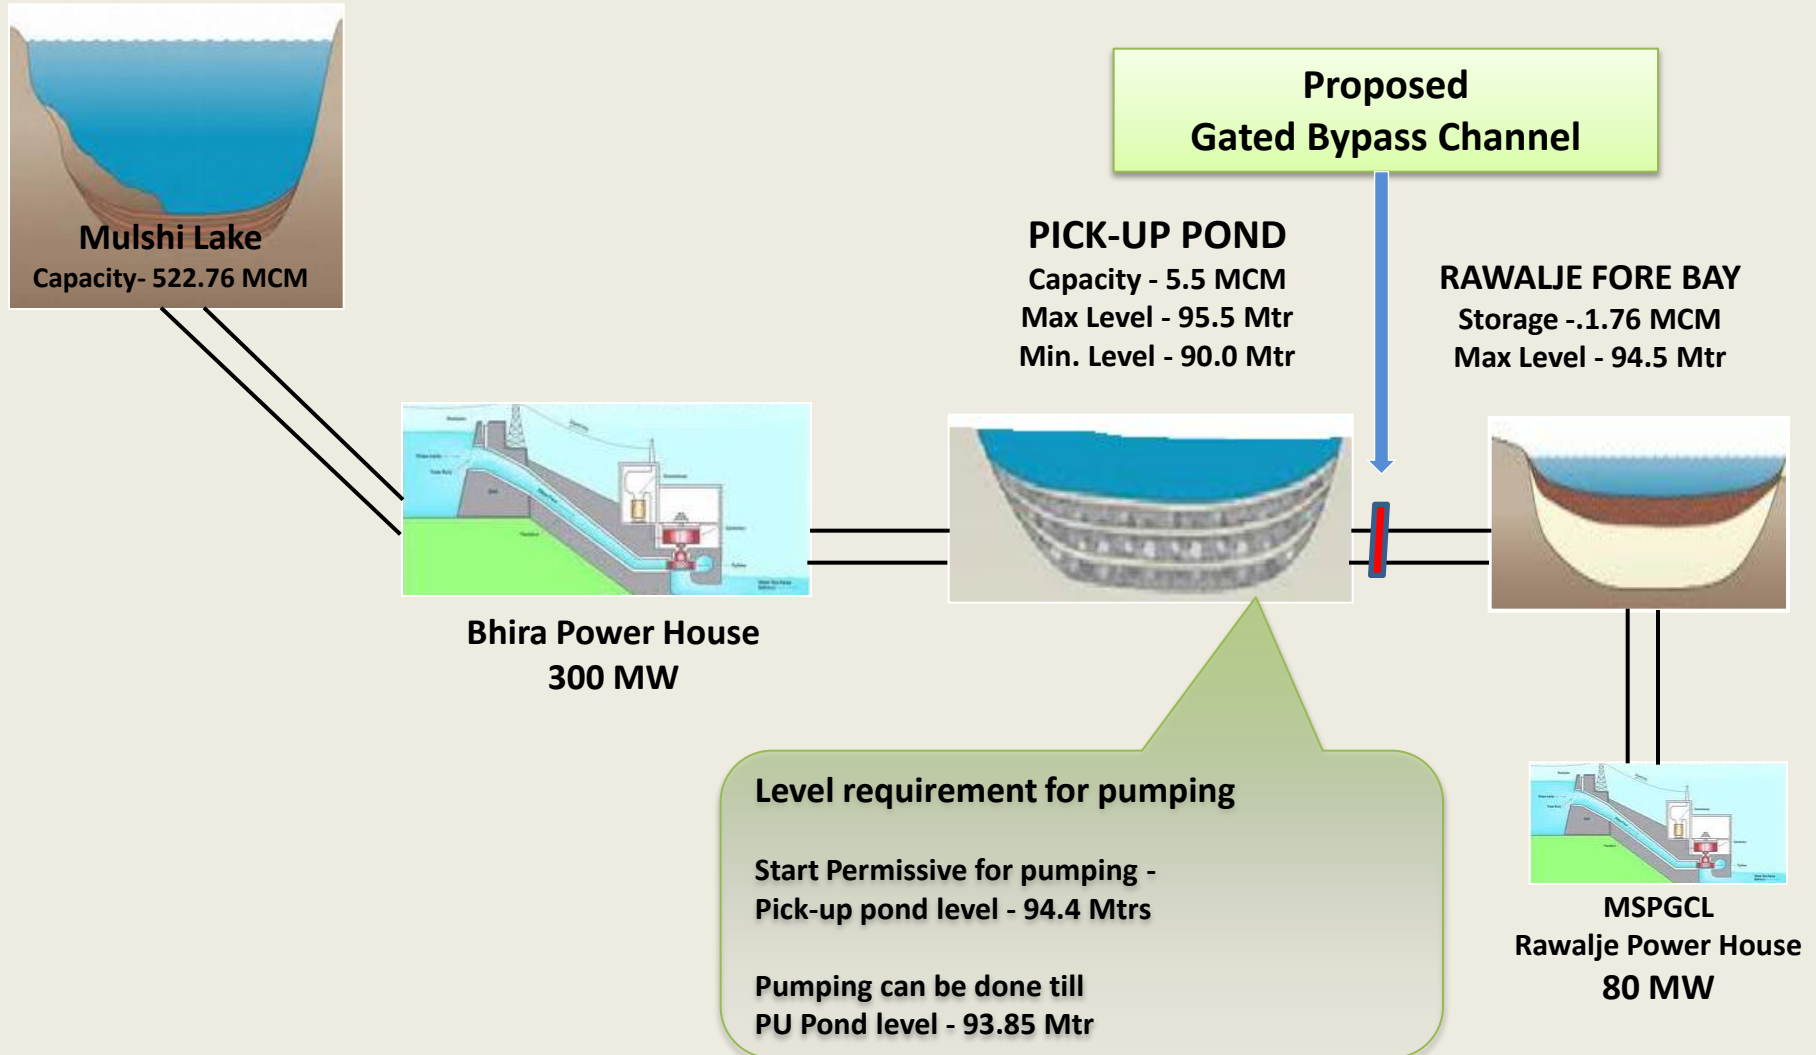 Proposed
Gated Bypass Channel
Mulshi Lake
Capacity- 522.76 MCM
PICK-UP POND
Capacity - 5.5 MCM
Max Level - 95.5 Mtr
Min. Level - 90.0 Mtr
RAWALJE FORE BAY
Storage -.1.76 MCM
Max Level - 94.5 Mtr
Bhira Power House
300 MW
Level requirement for pumping
Start Permissive for pumping -
Pick-up pond level - 94.4 Mtrs
Pumping can be done till
PU Pond level - 93.85 Mtr
MSPGCL
Rawalje Power House
80 MW